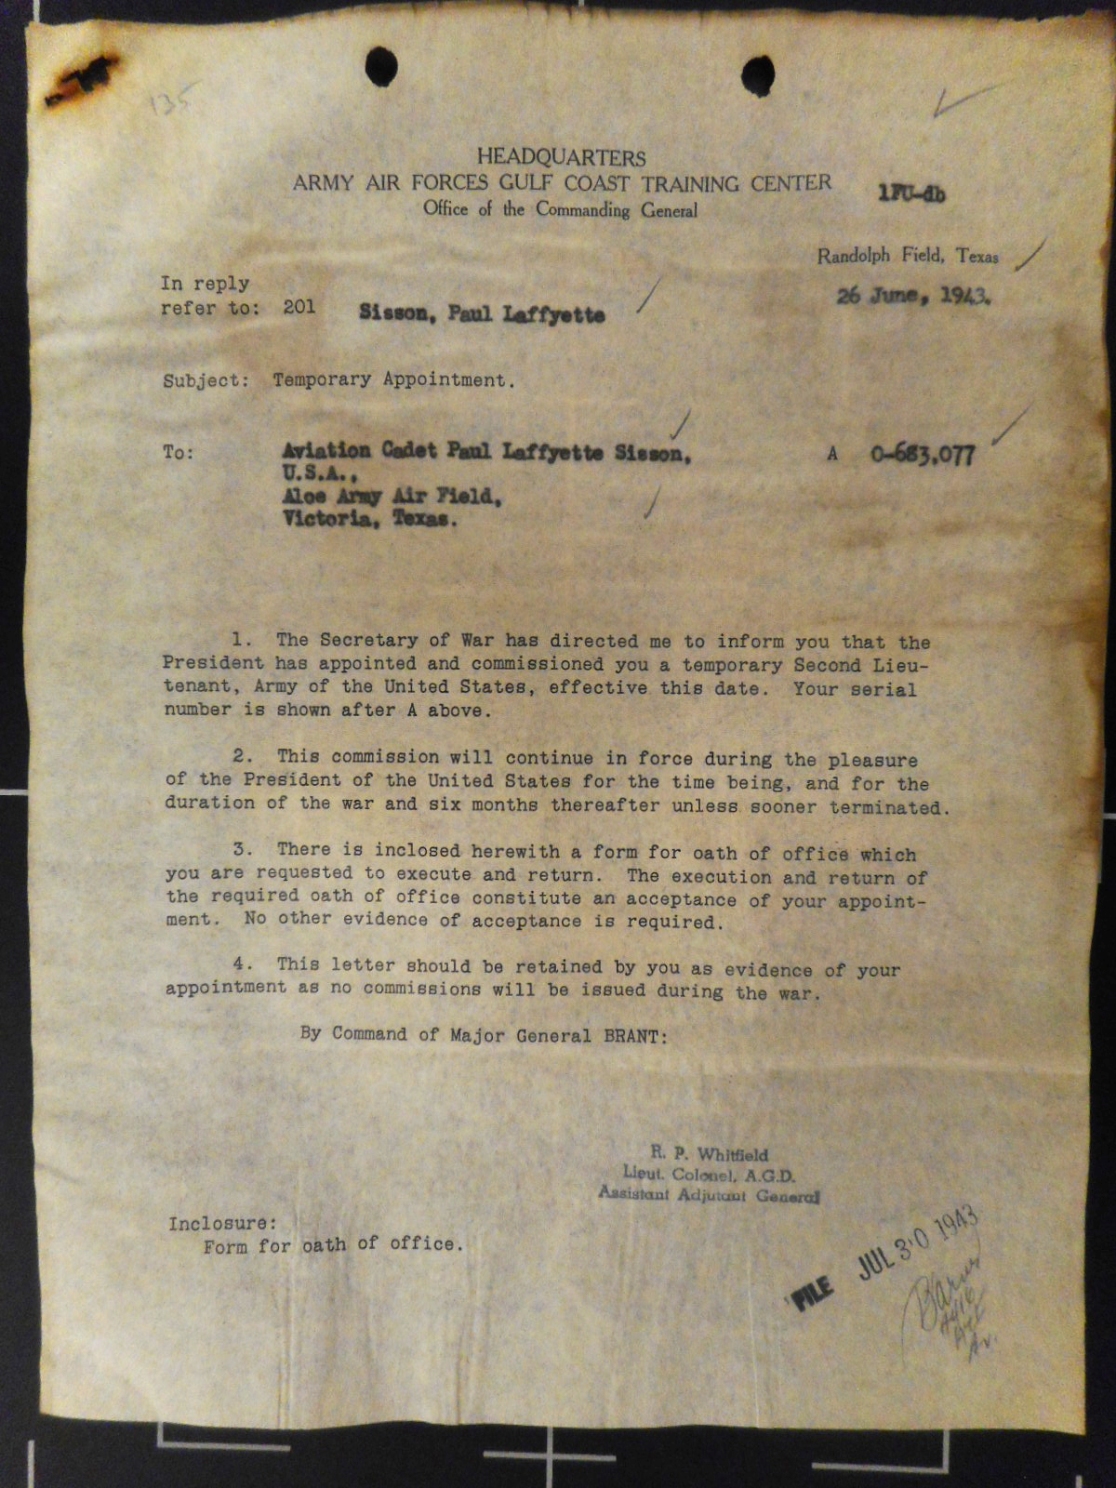 135
HEADQUARTERS
ARMY AIR FORCES GULF COAST TRAINING CENTER
1FU-db
Office of the Commanding General
Randolph Field, Texas
26 June, 1943.
In reply
refer to: 201 Sisson, Paul Laffyette
Subject: Temporary Appointment.
To: Aviation Cadet Paul Laffyette Sisson, A 0-683,077
U.S.A.,
Aloe Army Air Field,
Victoria, Texas.
1. The Secretary of War has directed me to inform you that the
President has appointed and commissioned you a temporary Second Lieu-
tenant, Army of the United States, effective this date. Your serial
number is shown after A above.
2. This commission will continue in force during the pleasure
of the President of the United States for the time being, and for the
duration of the war and six months thereafter unless sooner terminated.
3. There is inclosed herewith a form for oath of office which
you are requested to execute and return. The execution and return of
the required oath of office constitute an acceptance of your appoint-
ment. No other evidence of acceptance is required.
4. This letter should be retained by you as evidence of your
appointment as no commissions will be issued during the war.
By Command of Major General BRANT:
R. P. Whitfield
Lieut. Colonel, A.G.D.
Assistant Adjutant General
Inclosure:
Form for oath of office.
FILE JUL 30 1943